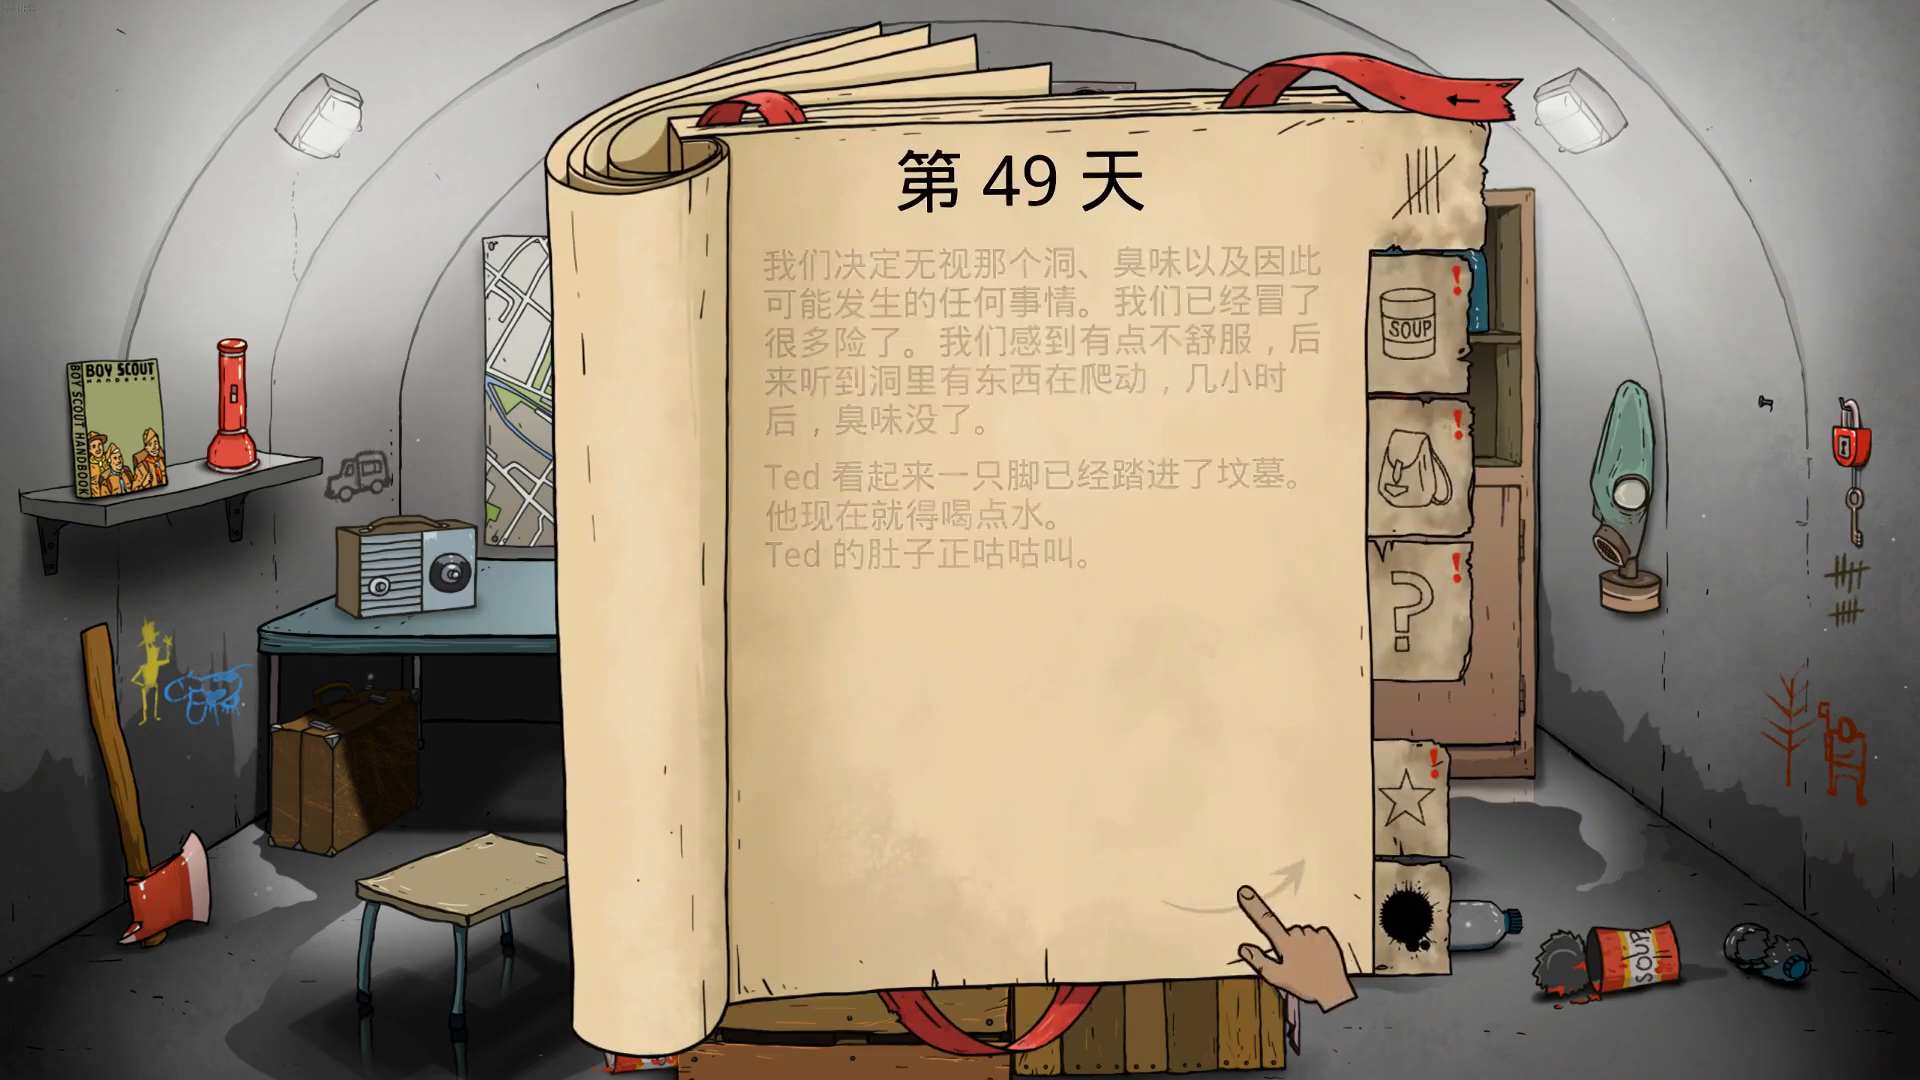 第 49 天
我们决定无视那个洞、臭味以及因此
可能发生的任何事情。我们已经冒了
很多险了。我们感到有点不舒服，后
来听到洞里有东西在爬动，几小时
后，臭味没了。
Ted 看起来一只脚已经踏进了坟墓。
他现在就得喝点水。
Ted 的肚子正咕咕叫。
SOUP
BOY SCOUT
HANDBOOK
BOY SCOUT HANDBOOK
SOUP